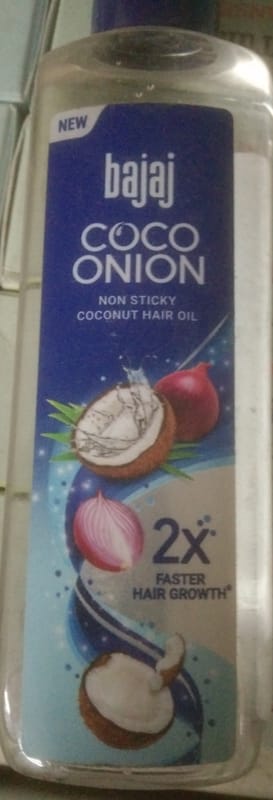 NEW
bajaj
COCO
ONION
NON STICKY
COCONUT HAIR OIL
2x
FASTER
HAIR GROWTH*